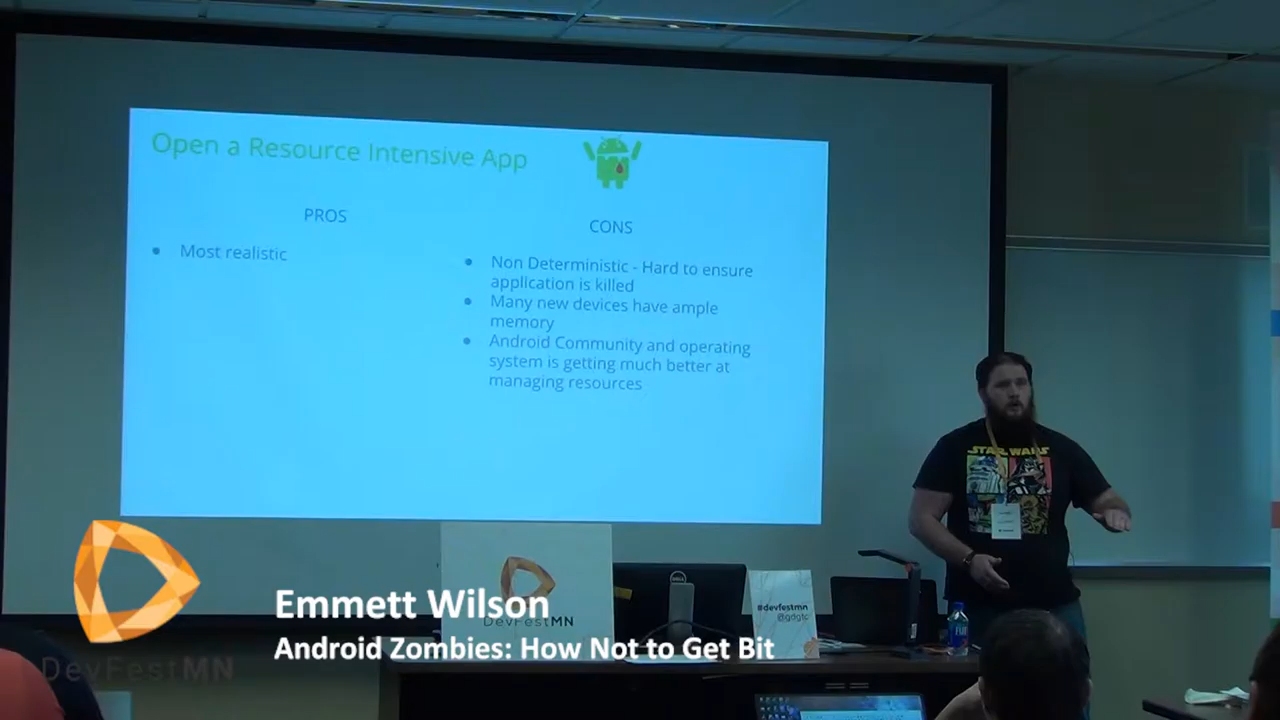 Open a Resource Intensive App
PROS
Most realistic
CONS
Non Deterministic - Hard to ensure
application is killed
Many new devices have ample
memory
Android Community and operating
system is getting much better at
managing resources
STAR WARS
DELL
#devfestmn
@gdgtc
FIJI
DevFestMN
Emmett Wilson
Android Zombies: How Not to Get Bit
DevFestMN